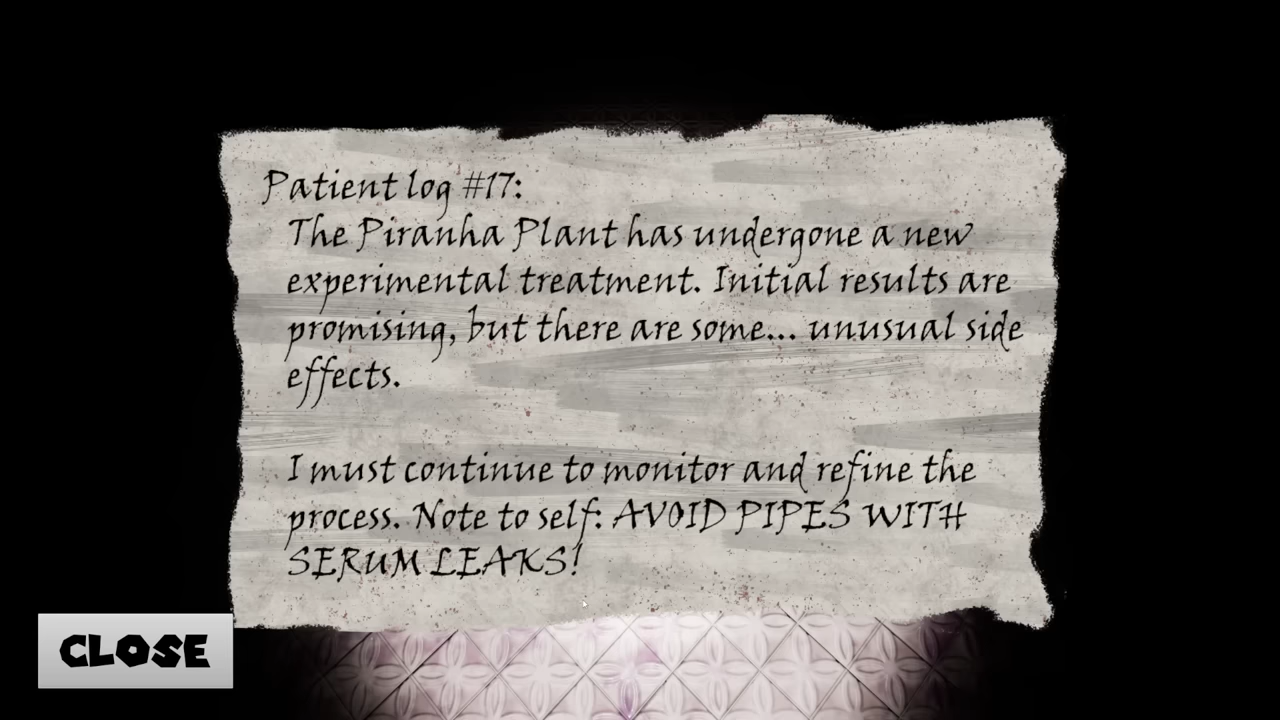 Patient log #17:
The Piranha Plant has undergone a new
experimental treatment. Initial results are
promising, but there are some... unusual side
effects.
I must continue to monitor and refine the
process. Note to self: AVOID PIPES WITH
SERUM LEAKS!
CLOSE